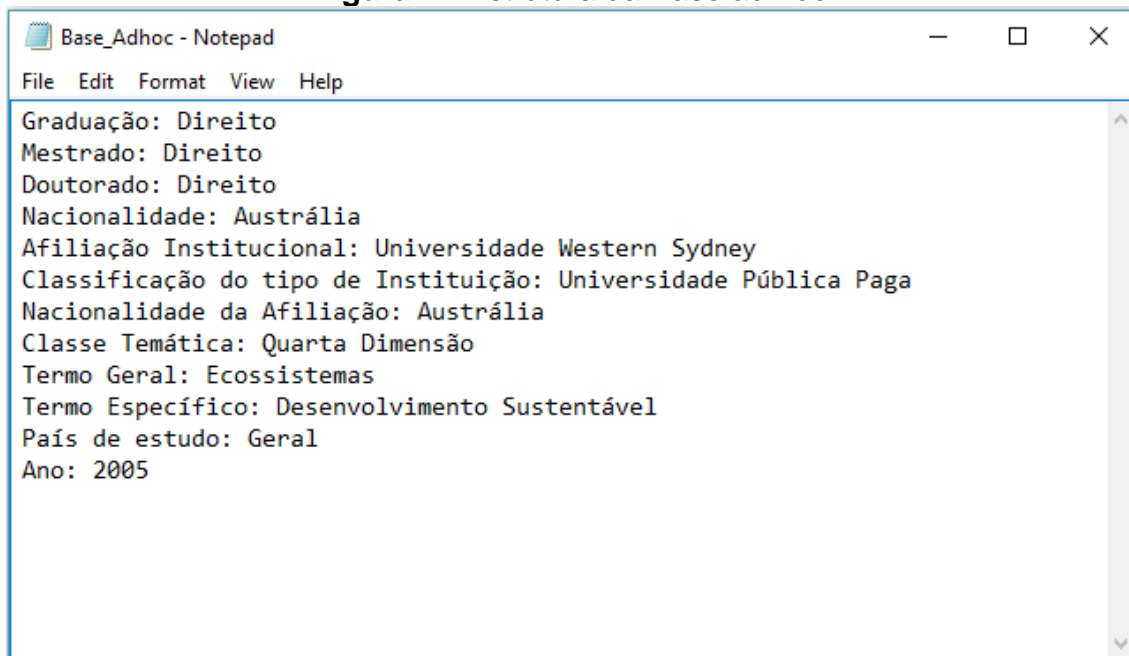 Base_Adhoc - Notepad
File Edit Format View Help
Graduação: Direito
Mestrado: Direito
Doutorado: Direito
Nacionalidade: Austrália
Afiliação Institucional: Universidade Western Sydney
Classificação do tipo de Instituição: Universidade Pública Paga
Nacionalidade da Afiliação: Austrália
Classe Temática: Quarta Dimensão
Termo Geral: Ecossistemas
Termo Específico: Desenvolvimento Sustentável
País de estudo: Geral
Ano: 2005